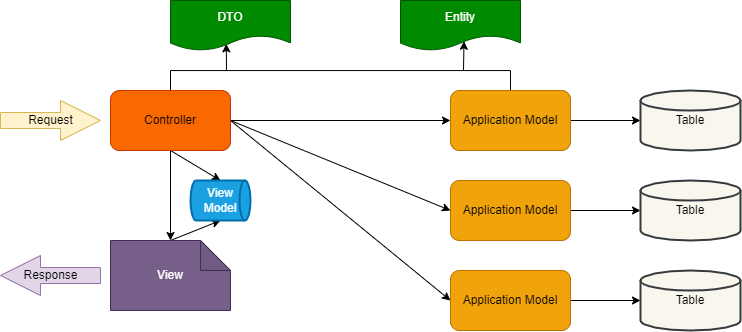 DTO
Entity
Request
Controller
Application Model
Table
View
Model
Application Model
Table
Response
View
Application Model
Table